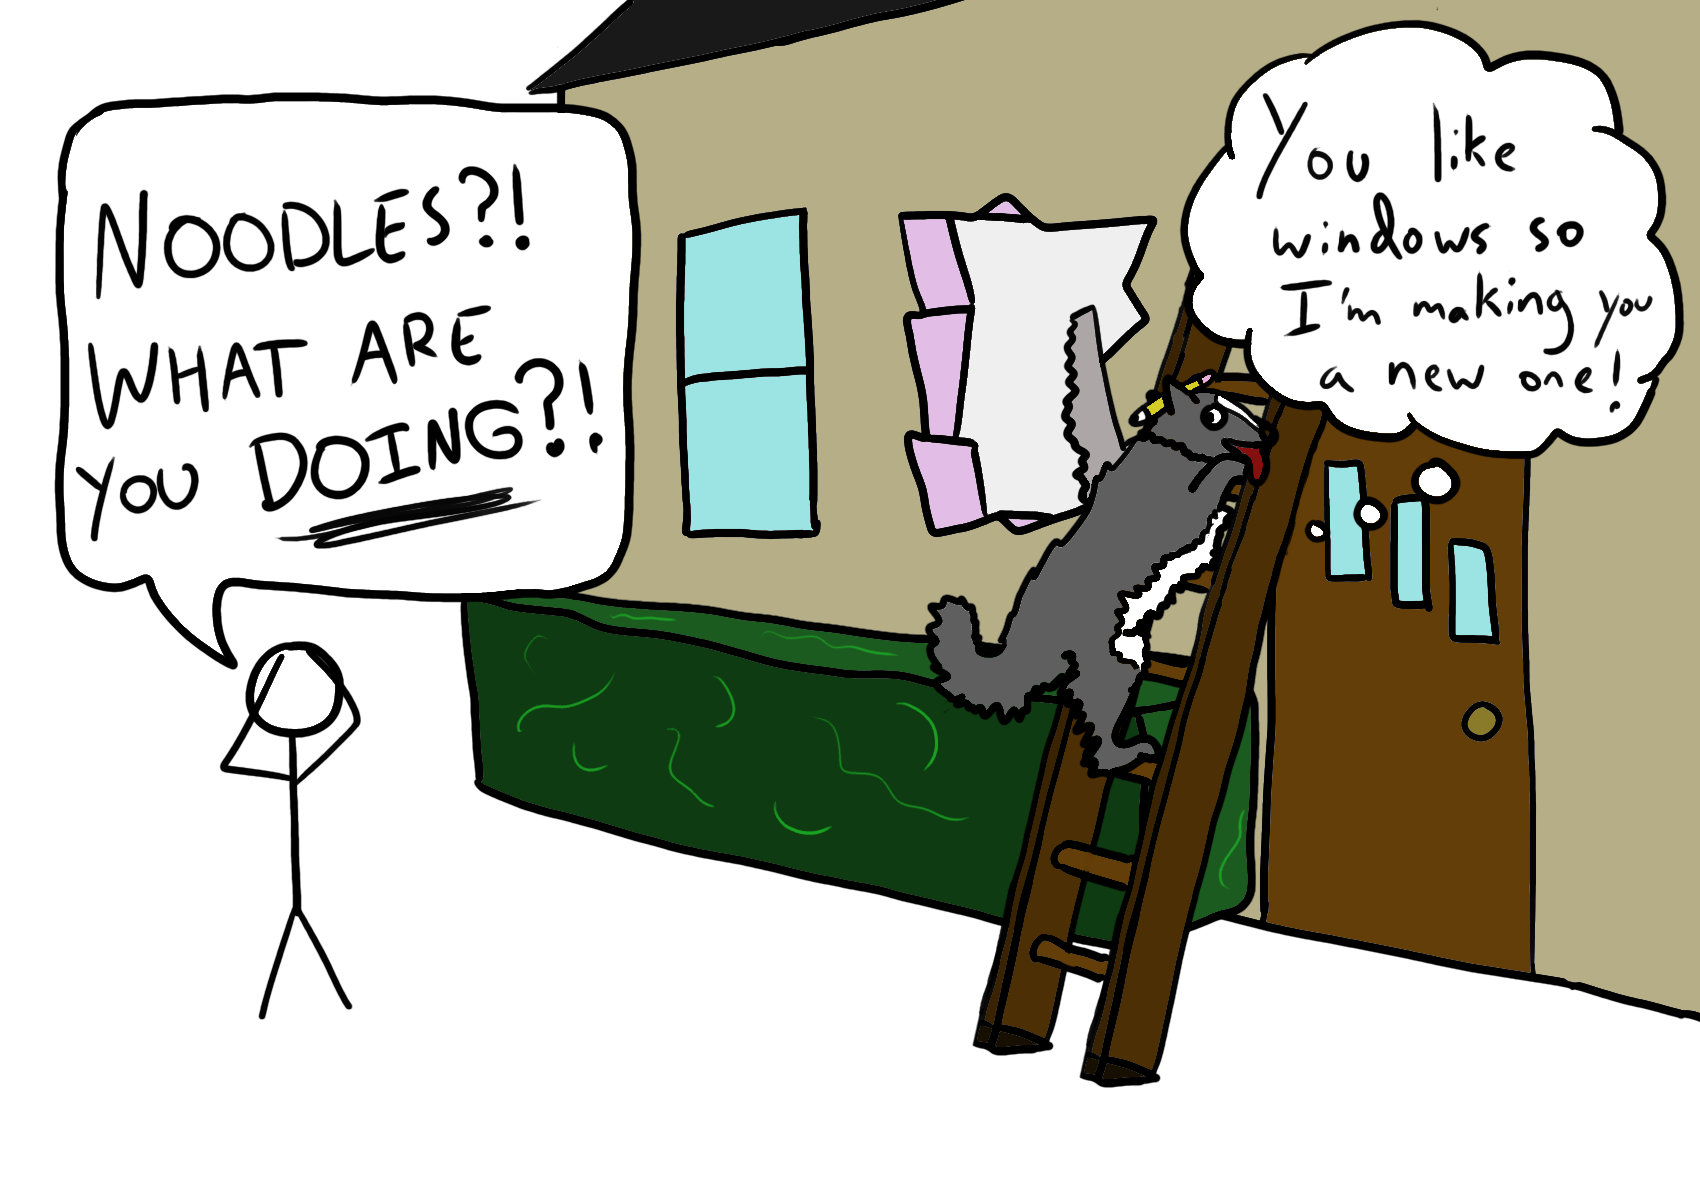 NOODLES?!
WHAT ARE
YOU DOING?!
You like
windows so
I'm making you
a new one!